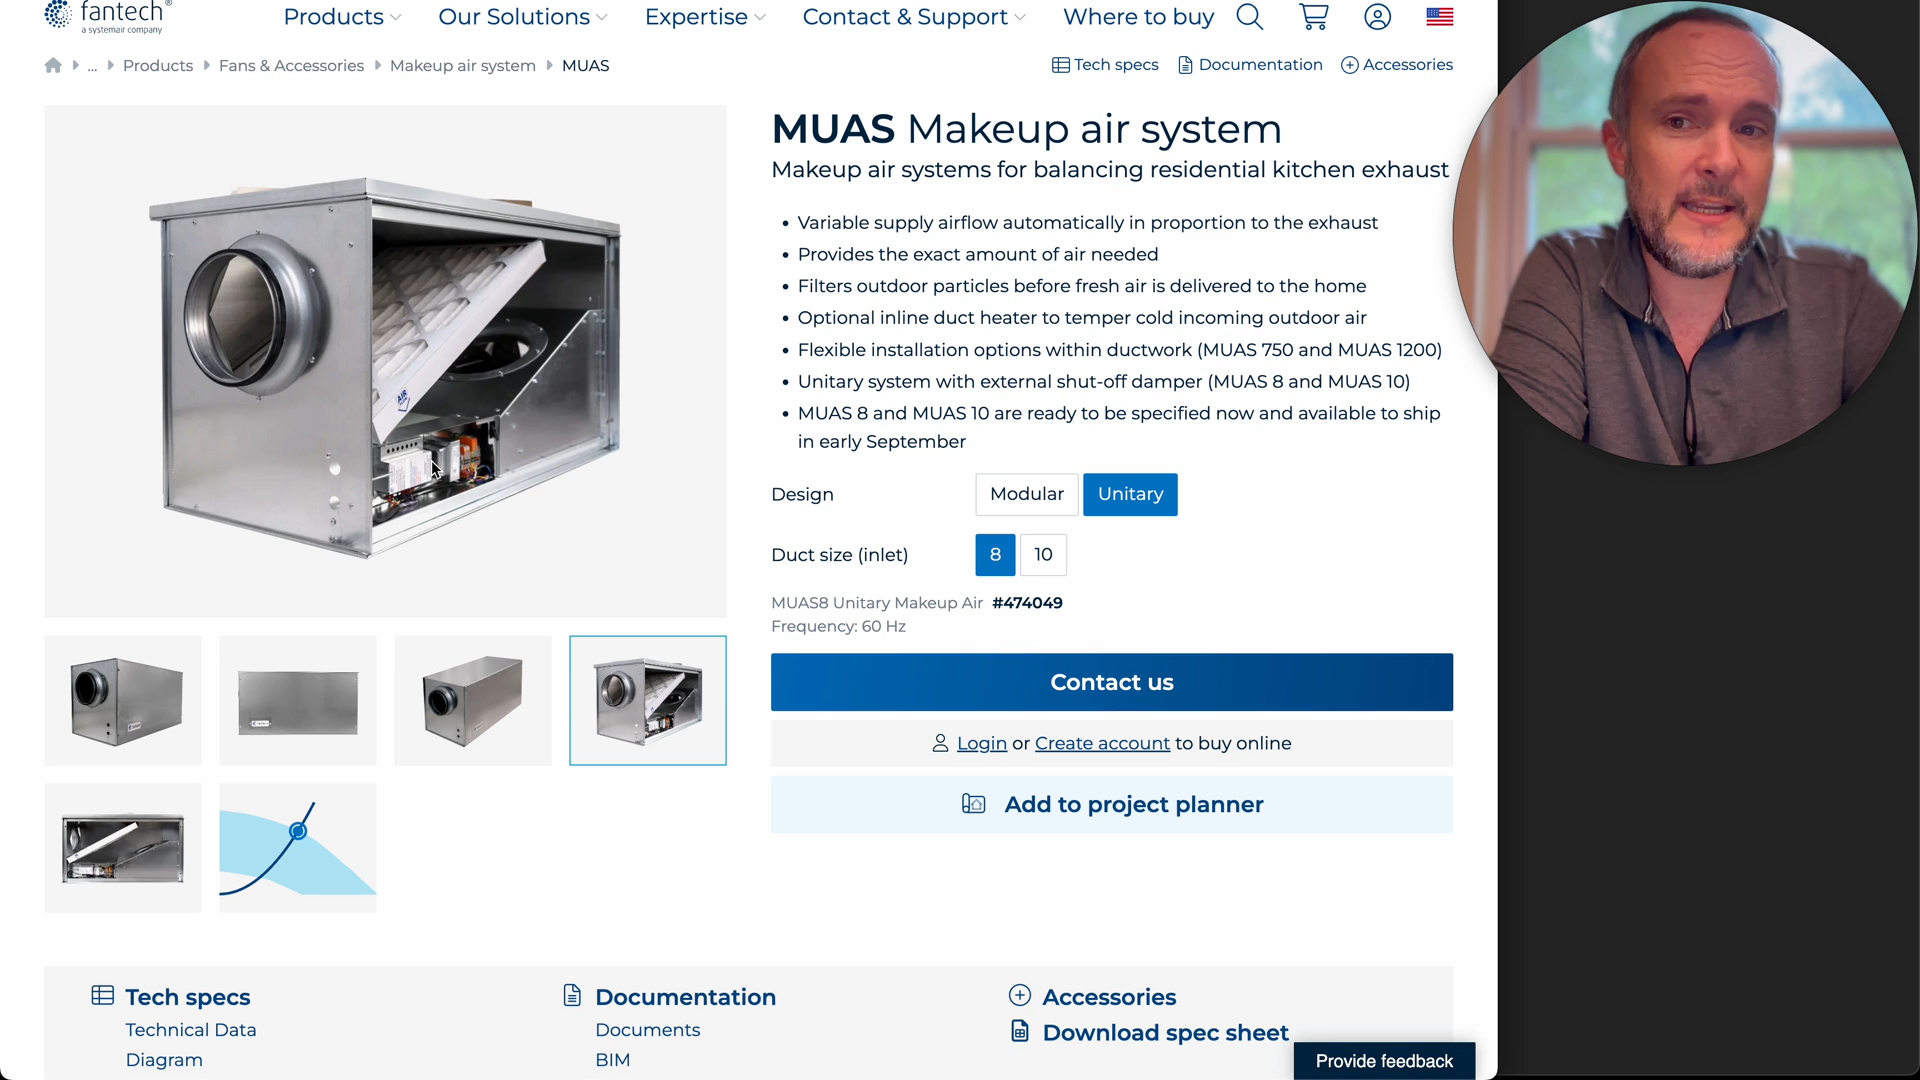 fantech®
a systemair company
Products
Our Solutions
Expertise
Contact & Support
Where to buy
...
Products
Fans & Accessories
Makeup air system
MUAS
Tech specs
Documentation
Accessories
MUAS Makeup air system
Makeup air systems for balancing residential kitchen exhaust
• Variable supply airflow automatically in proportion to the exhaust
• Provides the exact amount of air needed
• Filters outdoor particles before fresh air is delivered to the home
• Optional inline duct heater to temper cold incoming outdoor air
• Flexible installation options within ductwork (MUAS 750 and MUAS 1200)
• Unitary system with external shut-off damper (MUAS 8 and MUAS 10)
• MUAS 8 and MUAS 10 are ready to be specified now and available to ship
in early September
AIR
Design
Modular
Unitary
Duct size (inlet)
8
10
MUAS8 Unitary Makeup Air #474049
Frequency: 60 Hz
Contact us
Login or Create account to buy online
Add to project planner
Tech specs
Technical Data
Diagram
Documentation
Documents
BIM
Accessories
Download spec sheet
Provide feedback